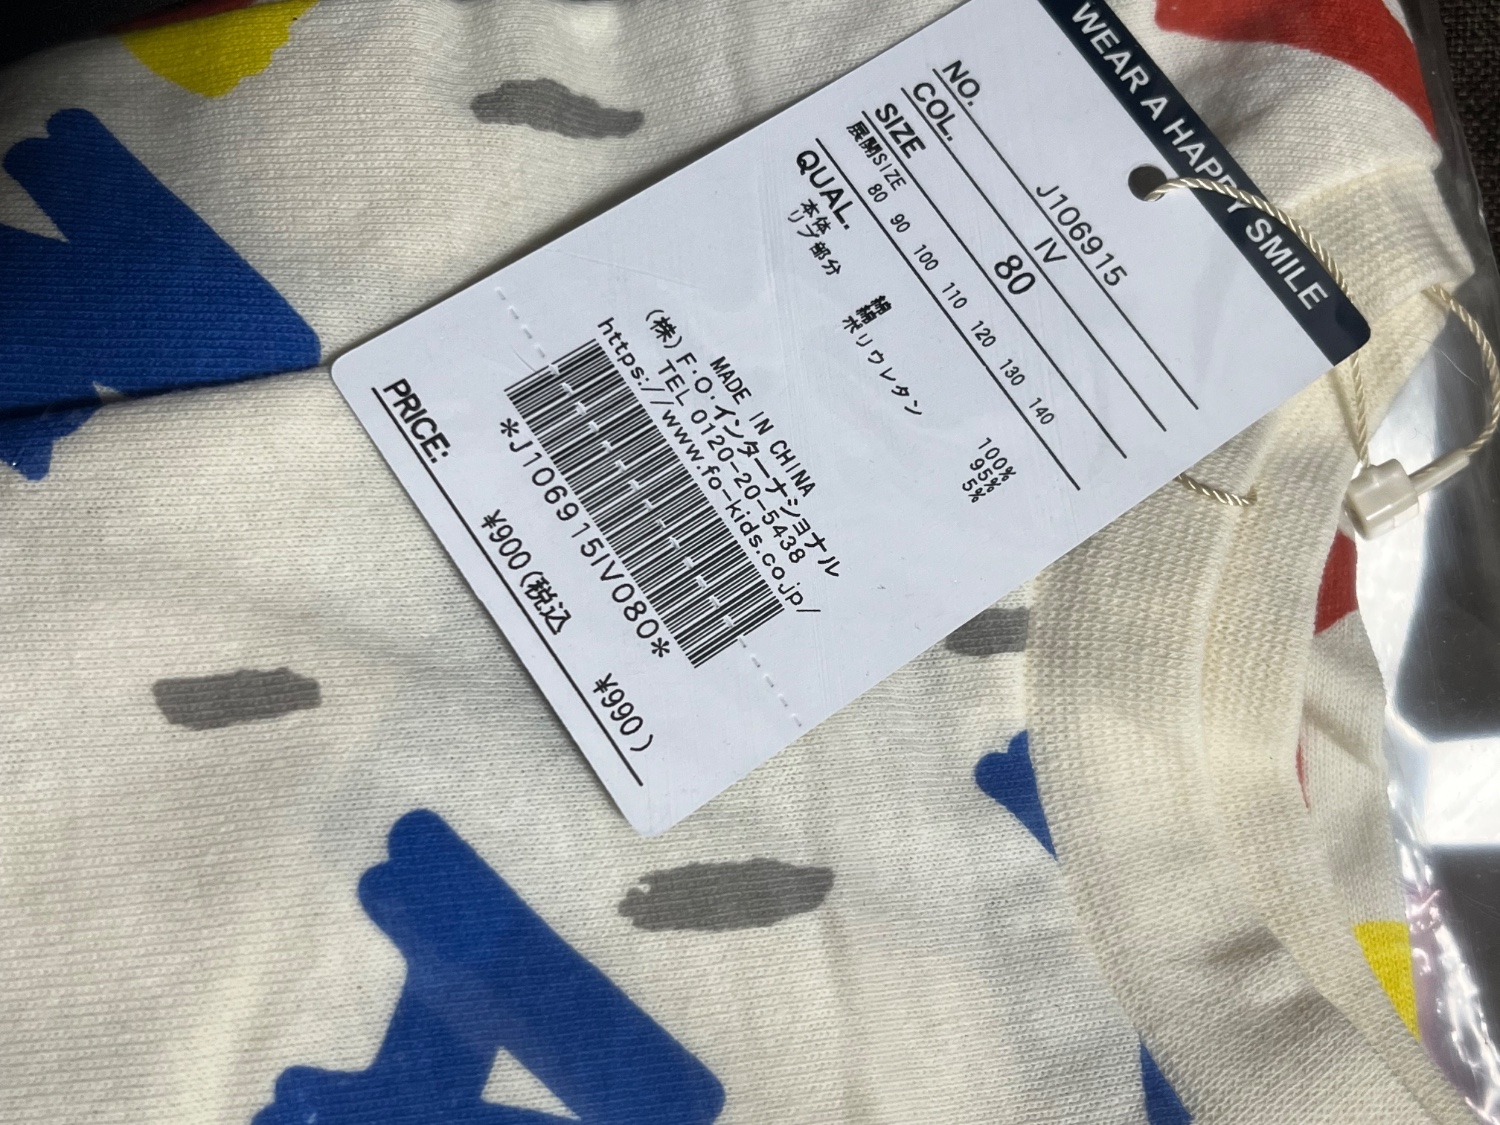 WEAR A HAPPY SMILE
NO. J106915
COL. IV
SIZE 80
展開SIZE 80 90 100 110 120 130 140
QUAL.
本体 綿 100%
リブ部分 綿 95%
ポリウレタン 5%
MADE IN CHINA
(株) F・O・インターナショナル
TEL 0120-20-5438
https://www.fo-kids.co.jp/
*J106915IV080*
PRICE: ¥900(税込 ¥990)